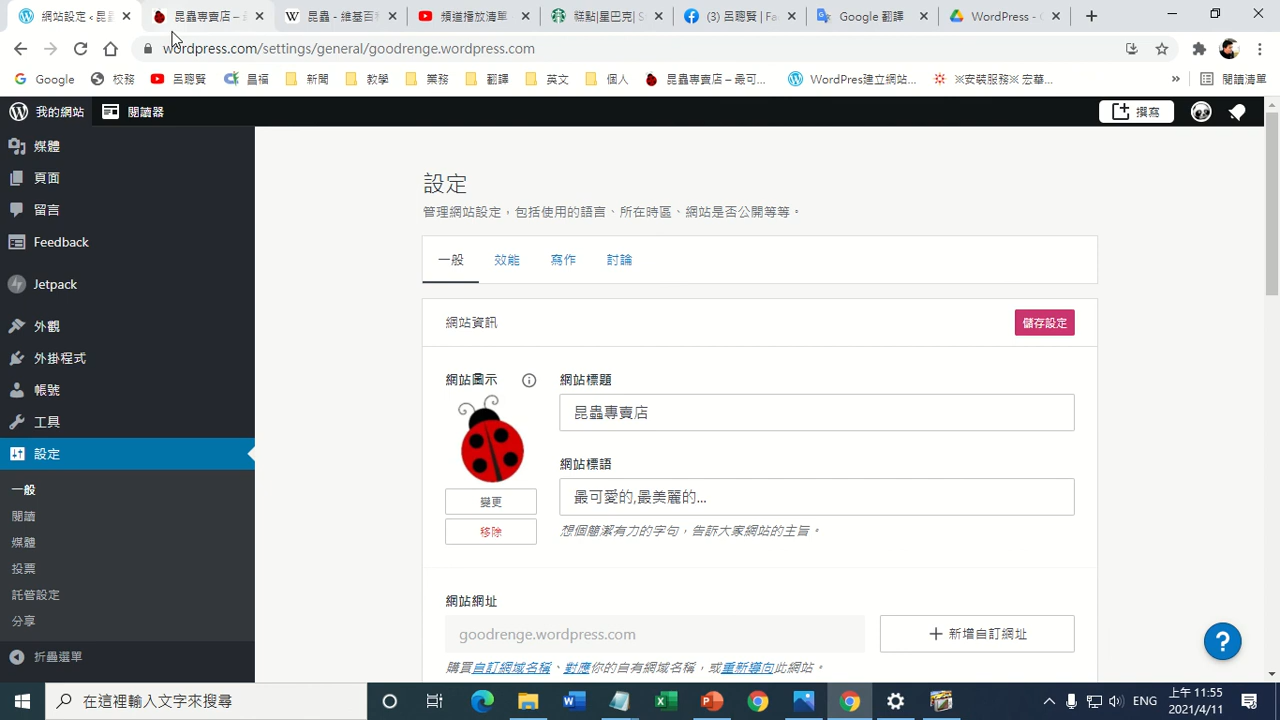 網站設定 ‹ 昆
昆蟲專賣店 –
昆蟲 - 維基百
頻道播放清單
糕點|星巴克| S
(3) 呂聰賢 | Fa
Google 翻譯
WordPress - G
wordpress.com/settings/general/goodrenge.wordpress.com
Google
校務
呂聰賢
新聞
教學
業務
翻譯
英文
個人
昆蟲專賣店 – 最可...
WordPres建立網站...
※安裝服務※ 宏華...
»
閱讀清單
我的網站
閱讀器
撰寫
媒體
頁面
留言
Feedback
Jetpack
外觀
外掛程式
帳號
工具
設定
一般
閱讀
媒體
投票
託管設定
分享
折疊選單
設定
管理網站設定，包括使用的語言、所在時區、網站是否公開等等。
一般
效能
寫作
討論
網站資訊
儲存設定
網站圖示
變更
移除
網站標題
昆蟲專賣店
網站標語
最可愛的,最美麗的...
想個簡潔有力的字句，告訴大家網站的主旨。
網站網址
goodrenge.wordpress.com
+ 新增自訂網址
購買自訂網域名稱、對應你的自有網域名稱，或重新導向此網站。
?
在這裡輸入文字來搜尋
ENG
上午 11:55
2021/4/11